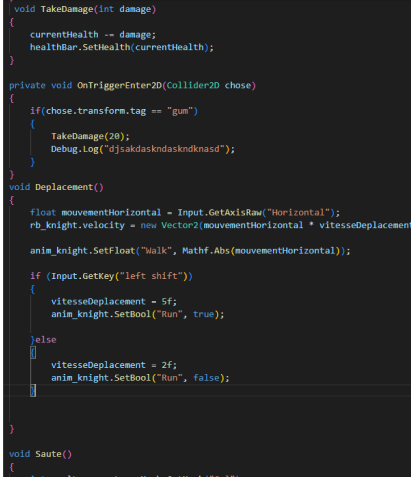 void TakeDamage(int damage)
{
currentHealth -= damage;
healthBar.SetHealth(currentHealth);
}
private void OnTriggerEnter2D(Collider2D chose)
{
if(chose.transform.tag == "gum")
{
TakeDamage(20);
Debug.Log("djsakdaskndaskndknasd");
}
}
void Deplacement()
{
float mouvementHorizontal = Input.GetAxisRaw("Horizontal");
rb_knight.velocity = new Vector2(mouvementHorizontal * vitesseDeplacement
anim_knight.SetFloat("Walk", Mathf.Abs(mouvementHorizontal));
if (Input.GetKey("left shift"))
{
vitesseDeplacement = 5f;
anim_knight.SetBool("Run", true);
}else
{
vitesseDeplacement = 2f;
anim_knight.SetBool("Run", false);
}
}
void Saute()
{